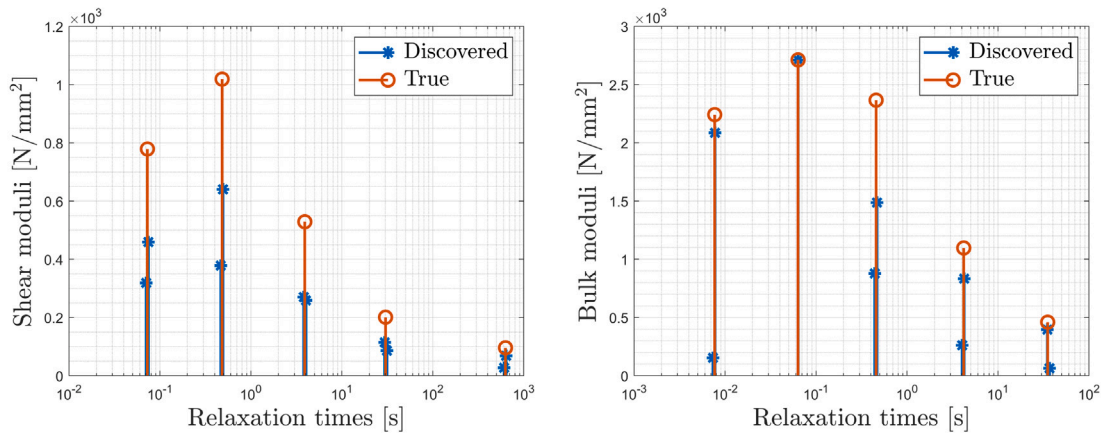 ×10³
1.2
1
0.8
0.6
0.4
0.2
0
Shear moduli [N/mm²]
Discovered
True
10⁻² 10⁻¹ 10⁰ 10¹ 10² 10³
Relaxation times [s]
×10³
3
2.5
2
1.5
1
0.5
0
Bulk moduli [N/mm²]
Discovered
True
10⁻³ 10⁻² 10⁻¹ 10⁰ 10¹ 10²
Relaxation times [s]